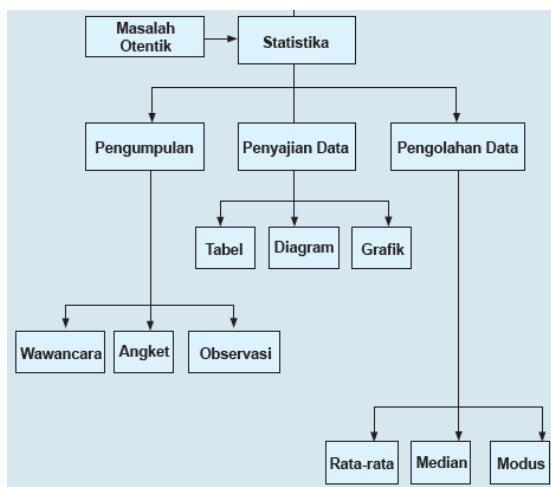 Masalah
Otentik
Statistika
Pengumpulan
Penyajian Data
Pengolahan Data
Tabel
Diagram
Grafik
Wawancara
Angket
Observasi
Rata-rata
Median
Modus